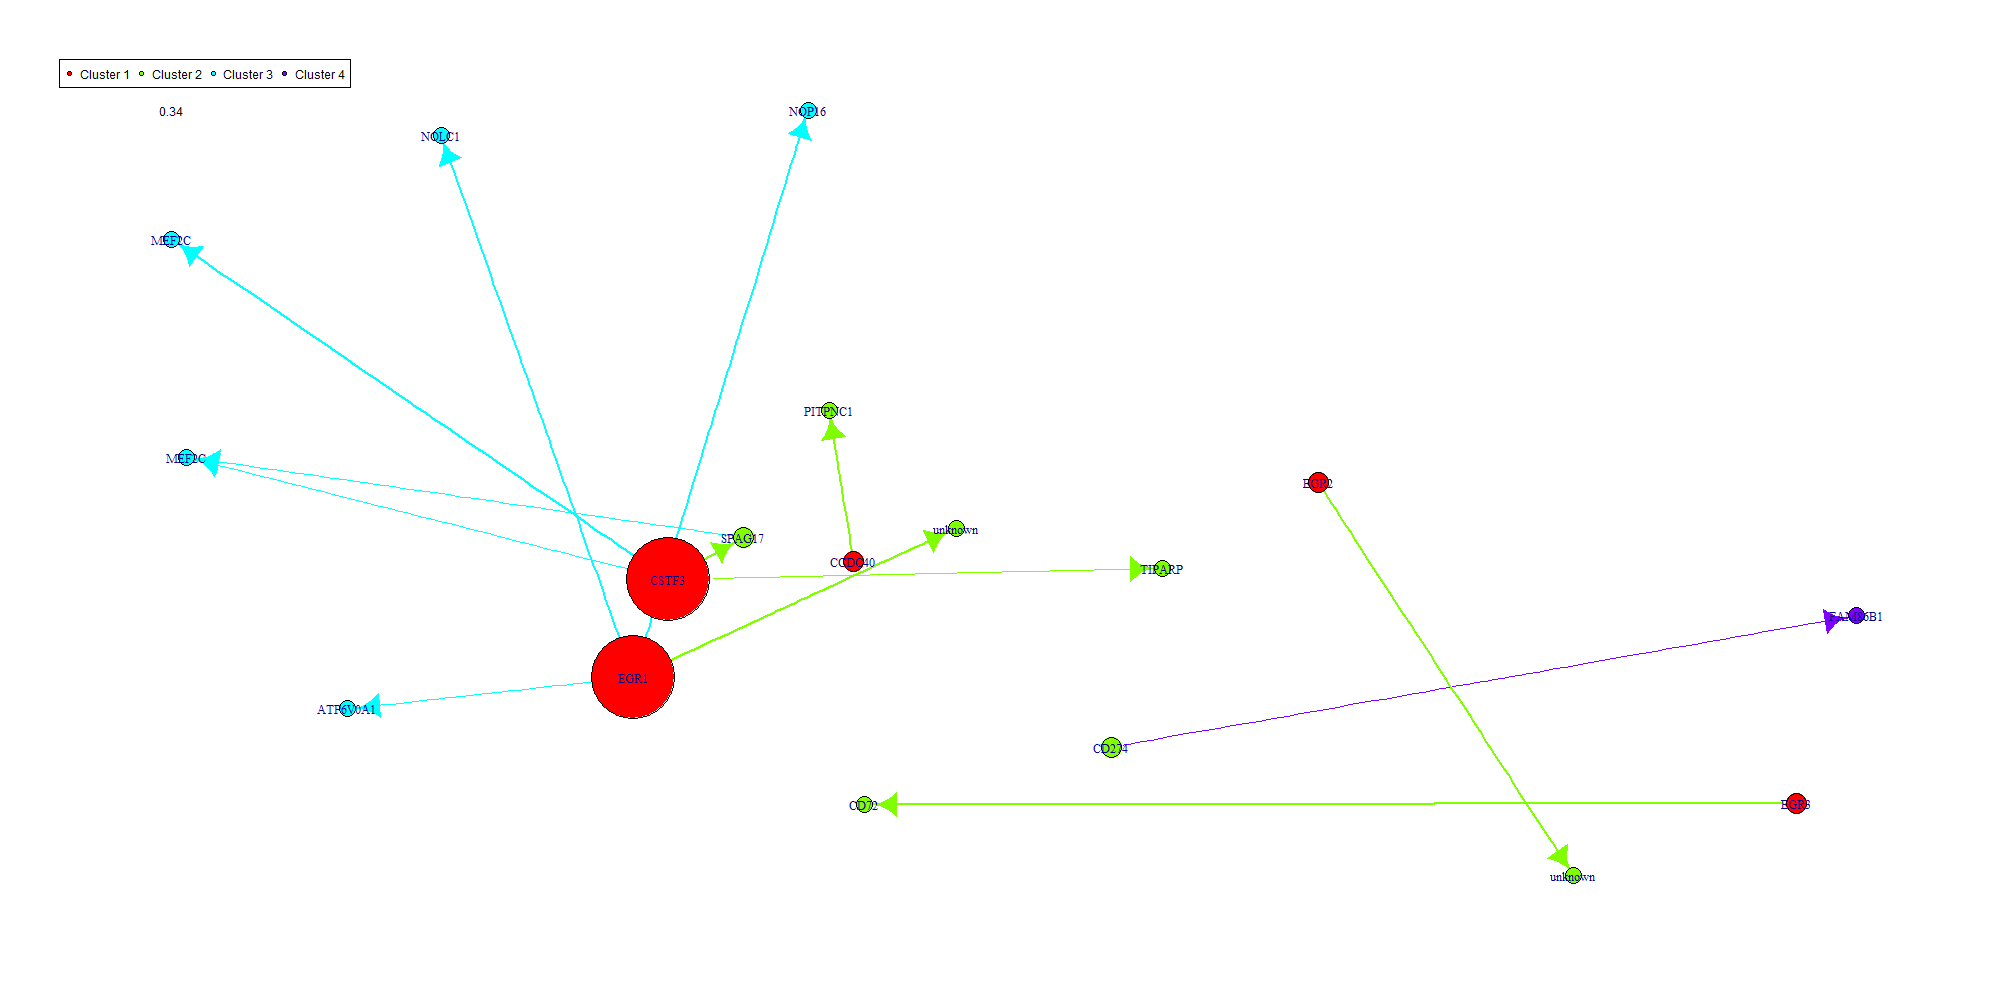 Cluster 1 Cluster 2 Cluster 3 Cluster 4
0.34
NOP16
NOLC1
MEF2C
PITPNC1
MEF2C
EGR2
unknown
SPAG17
CCDC40
TIPARP
CSTF3
FAM86B1
EGR1
ATP6V0A1
CD274
CD72
EGR3
unknown